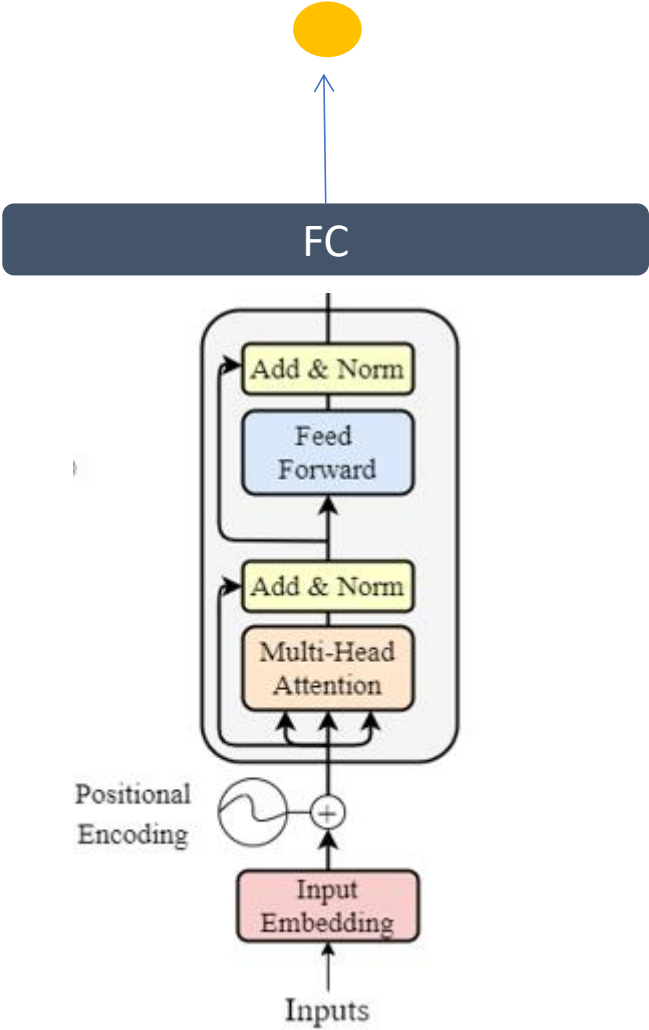 FC
Add & Norm
Feed
Forward
Add & Norm
Multi-Head
Attention
Positional
Encoding
+
Input
Embedding
Inputs